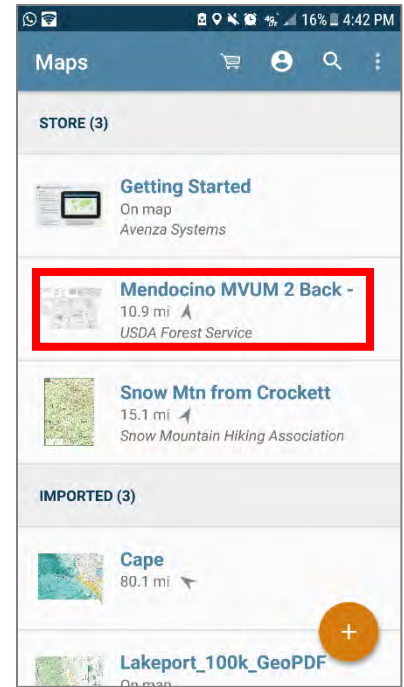 16% 4:42 PM
Maps
STORE (3)
Getting Started
On map
Avenza Systems
Mendocino MVUM 2 Back -
10.9 mi
USDA Forest Service
Snow Mtn from Crockett
15.1 mi
Snow Mountain Hiking Association
IMPORTED (3)
Cape
80.1 mi
+
Lakeport_100k_GeoPDF
On map